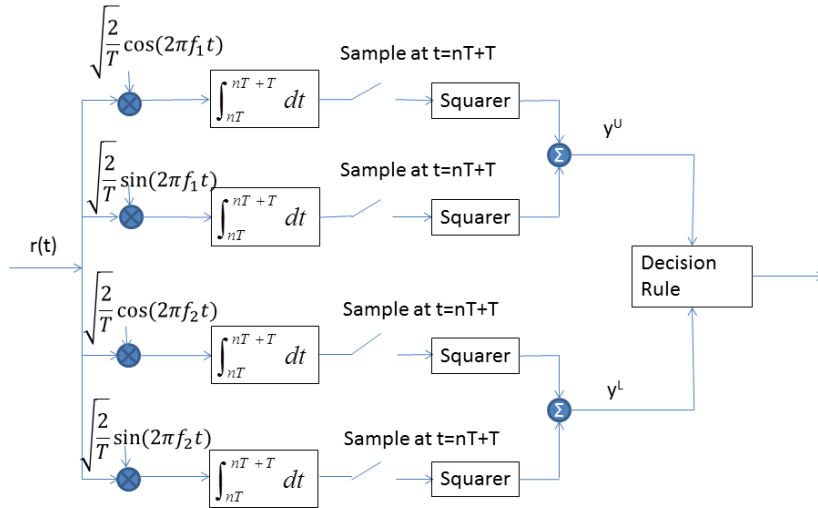 √(2/T) cos(2πf₁t)
Sample at t=nT+T
∫_{nT}^{nT+T} dt
Squarer
y^U
Σ
√(2/T) sin(2πf₁t)
Sample at t=nT+T
∫_{nT}^{nT+T} dt
Squarer
r(t)
Decision
Rule
√(2/T) cos(2πf₂t)
Sample at t=nT+T
∫_{nT}^{nT+T} dt
Squarer
y^L
Σ
√(2/T) sin(2πf₂t)
Sample at t=nT+T
∫_{nT}^{nT+T} dt
Squarer